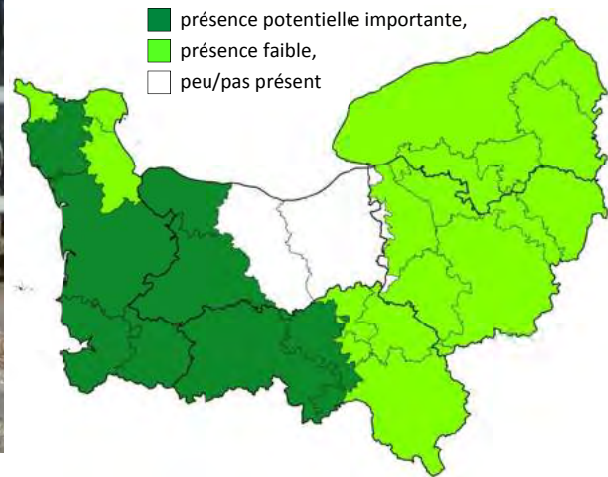 présence potentielle importante,
présence faible,
peu/pas présent